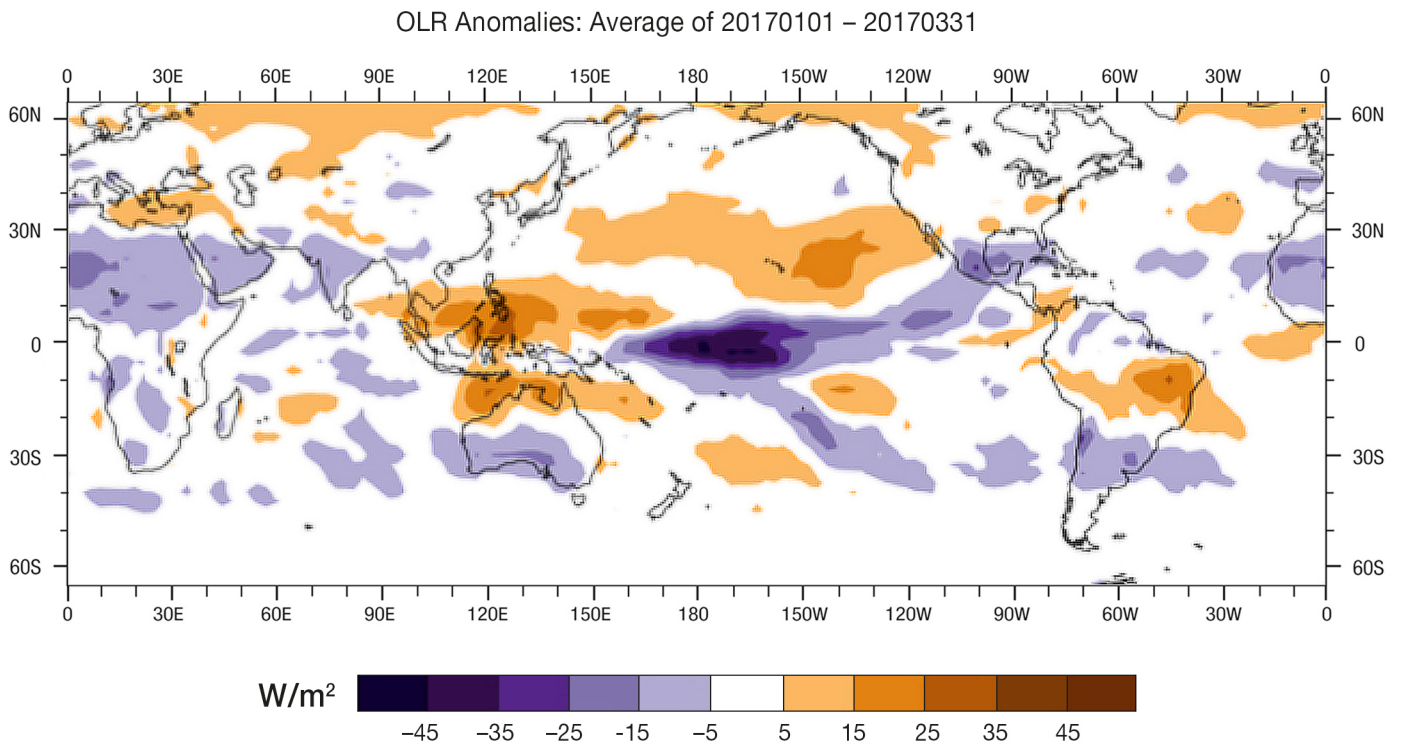 OLR Anomalies: Average of 20170101 – 20170331
0 30E 60E 90E 120E 150E 180 150W 120W 90W 60W 30W 0
60N 60N
30N 30N
0 0
30S 30S
60S 60S
0 30E 60E 90E 120E 150E 180 150W 120W 90W 60W 30W 0
W/m²
–45 –35 –25 -15 –5 5 15 25 35 45